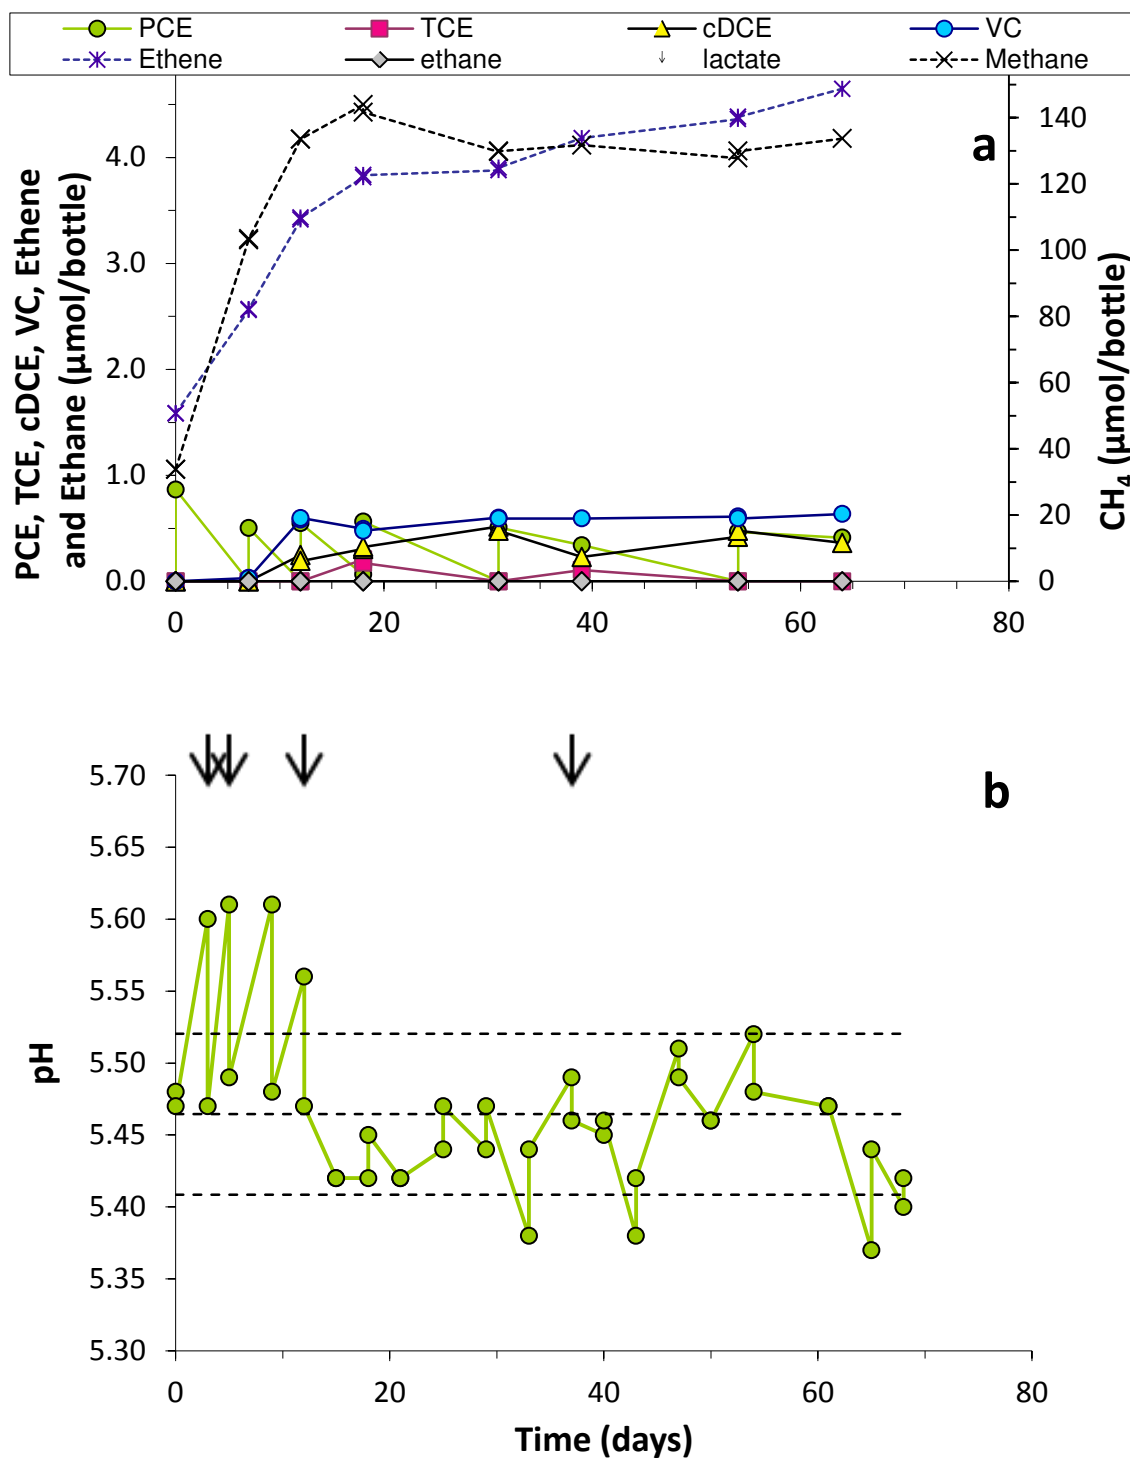 PCE TCE cDCE VC
Ethene ethane lactate Methane
a
PCE, TCE, cDCE, VC, Ethene
and Ethane (µmol/bottle)
4.0
3.0
2.0
1.0
0.0
140
120
100
80
60
40
20
0
CH4 (µmol/bottle)
0 20 40 60 80
b
pH
5.70
5.65
5.60
5.55
5.50
5.45
5.40
5.35
5.30
0 20 40 60 80
Time (days)